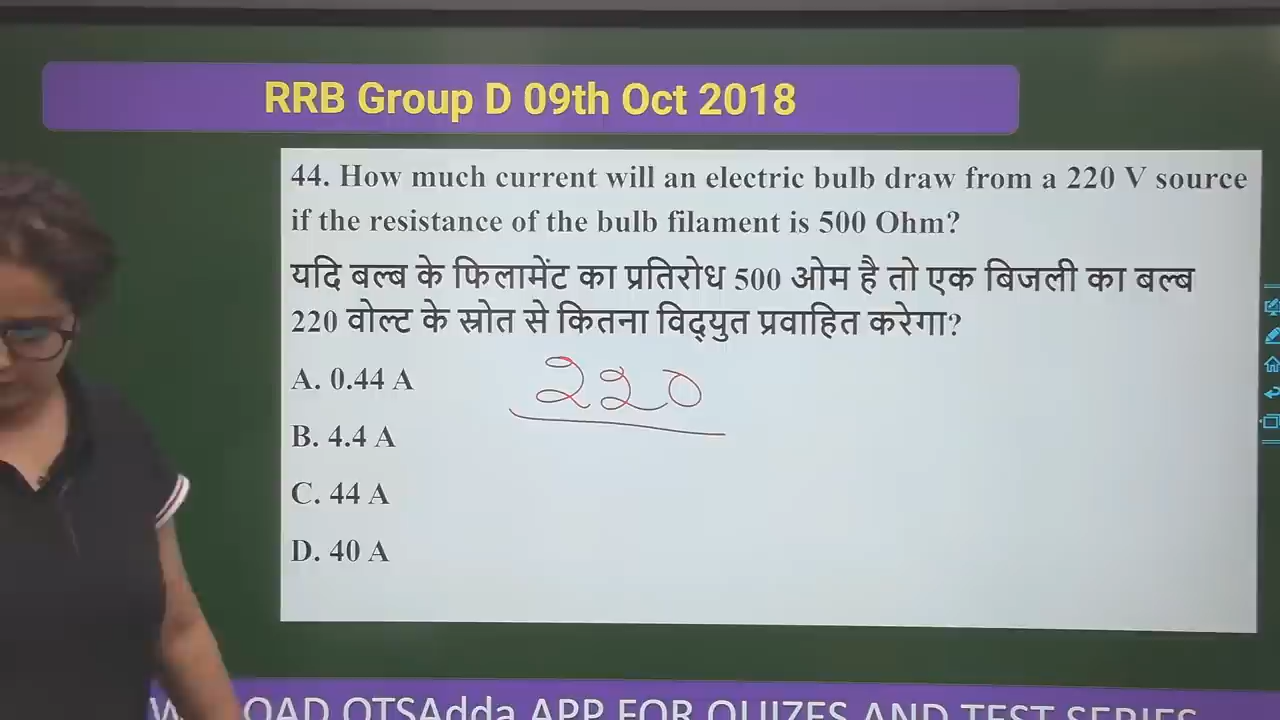 RRB Group D 09th Oct 2018
44. How much current will an electric bulb draw from a 220 V source
if the resistance of the bulb filament is 500 Ohm?
यदि बल्ब के फिलामेंट का प्रतिरोध 500 ओम है तो एक बिजली का बल्ब
220 वोल्ट के स्रोत से कितना विद्युत प्रवाहित करेगा?
A. 0.44 A
220
B. 4.4 A
C. 44 A
D. 40 A
OTSAdda APP FOR QUIZES AND TEST SERIES